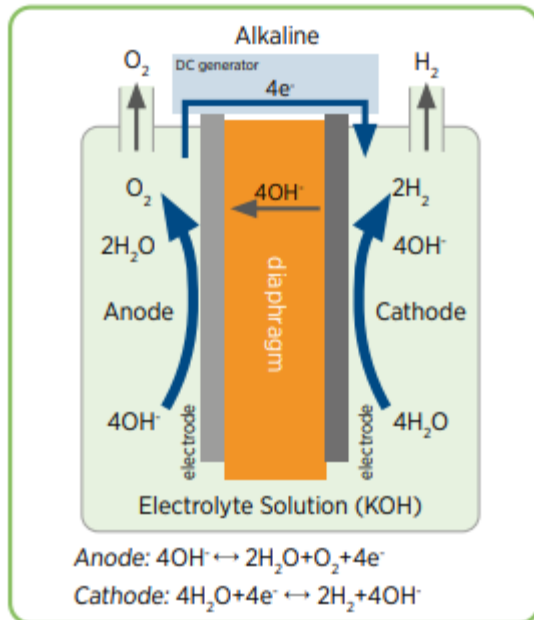 Alkaline
O₂
DC generator
H₂
4e⁻
O₂
4OH⁻
2H₂
2H₂O
4OH⁻
diaphragm
Anode
Cathode
4OH⁻
electrode
electrode
4H₂O
Electrolyte Solution (KOH)
Anode: 4OH⁻ ↔ 2H₂O+O₂+4e⁻
Cathode: 4H₂O+4e⁻ ↔ 2H₂+4OH⁻